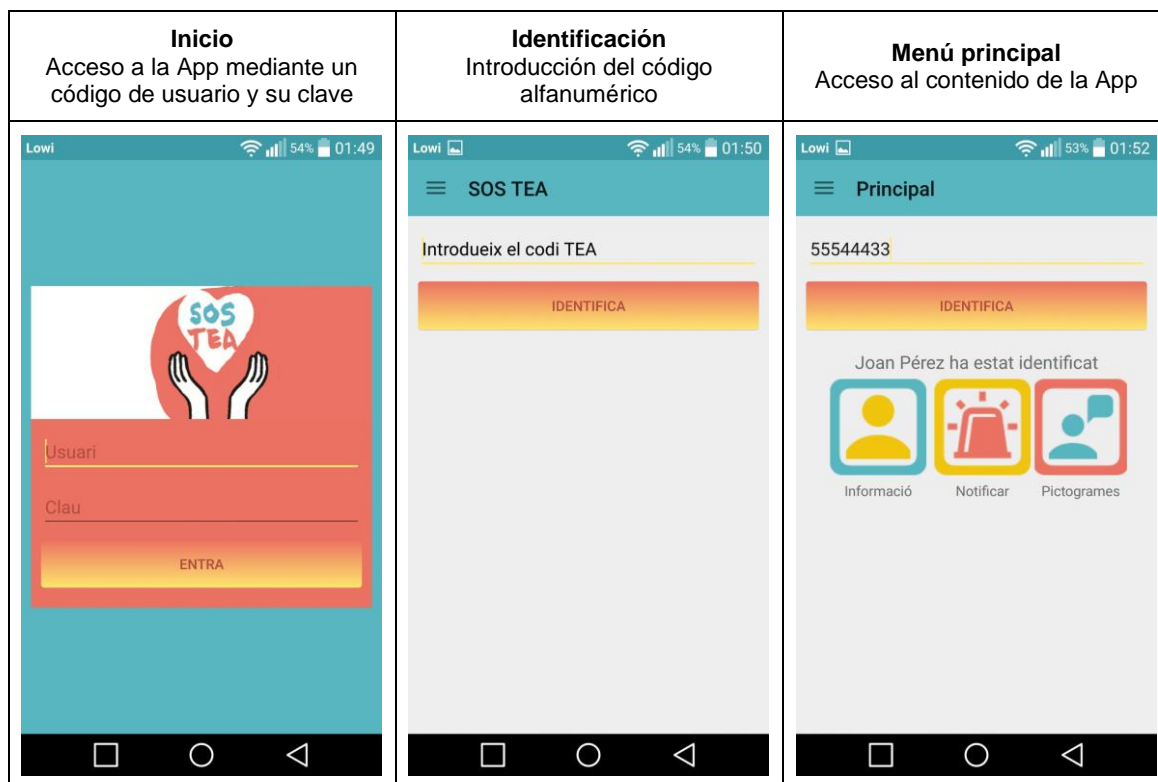 Inicio
Acceso a la App mediante un
código de usuario y su clave
Identificación
Introducción del código
alfanumérico
Menú principal
Acceso al contenido de la App
Lowi 54% 01:49
SOS
TEA
Usuari
Clau
ENTRA
Lowi 54% 01:50
SOS TEA
Introdueix el codi TEA
IDENTIFICA
Lowi 53% 01:52
Principal
55544433
IDENTIFICA
Joan Pérez ha estat identificat
Informació Notificar Pictogrames